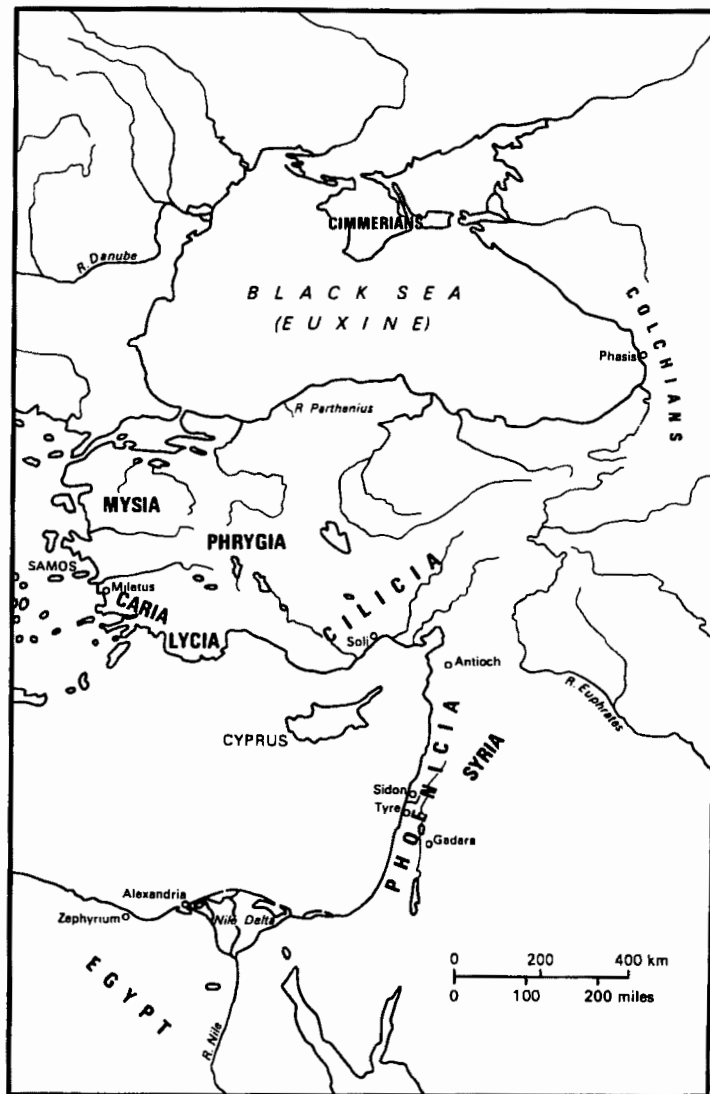 CIMMERIANS
R. Danube
BLACK SEA
(EUXINE)
COLCHIANS
Phasis
R. Parthenius
MYSIA
PHRYGIA
SAMOS
Miletus
CARIA
LYCIA
CILICIA
Soli
Antioch
R. Euphrates
CYPRUS
PHOENICIA
SYRIA
Sidon
Tyre
Gadara
Alexandria
Zephyrium
Nile Delta
EGYPT
R. Nile
0 200 400 km
0 100 200 miles